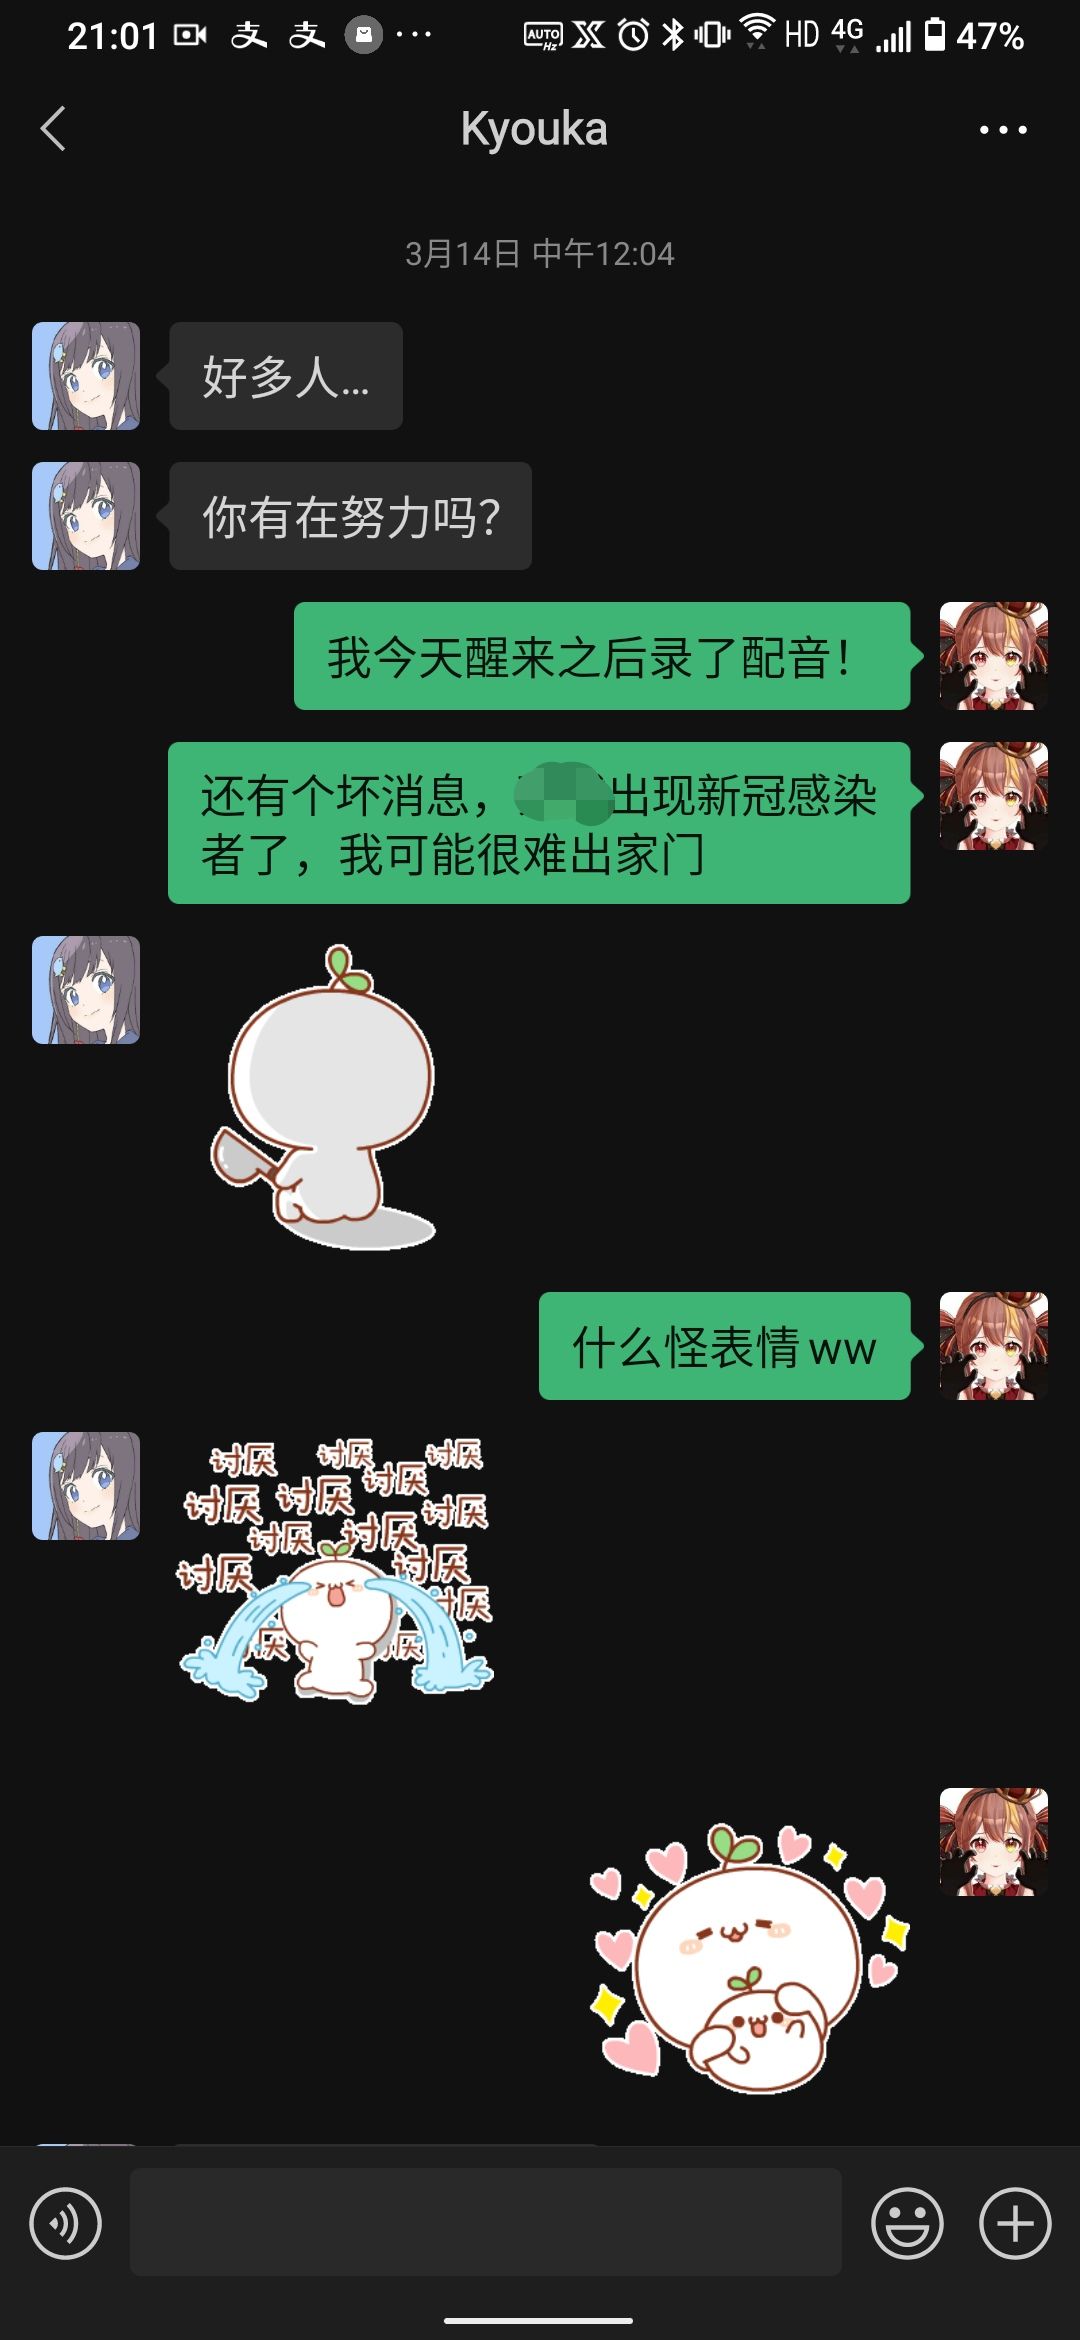 21:01 支 支 AUTO Hz HD 4G 47%
Kyouka
3月14日 中午12:04
好多人...
你有在努力吗？
我今天醒来之后录了配音！
还有个坏消息，出现新冠感染
者了，我可能很难出家门
什么怪表情ww
讨厌 讨厌 讨厌
讨厌
讨厌 讨厌 讨厌
讨厌 讨厌
讨厌 讨厌
讨厌
厌 厌